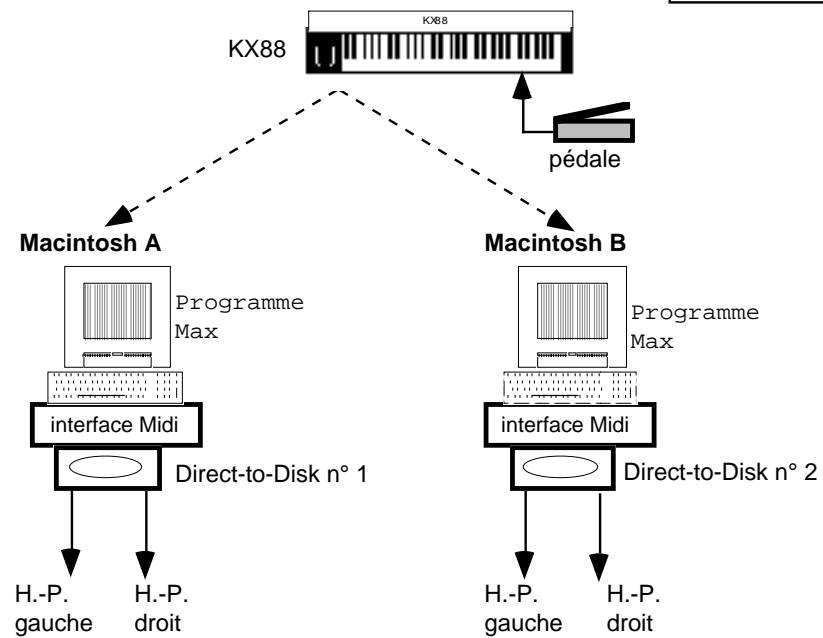 KX88
KX88
pédale
Macintosh A
Macintosh B
Programme
Max
Programme
Max
interface Midi
interface Midi
Direct-to-Disk n° 1
Direct-to-Disk n° 2
H.-P.
gauche
H.-P.
droit
H.-P.
gauche
H.-P.
droit